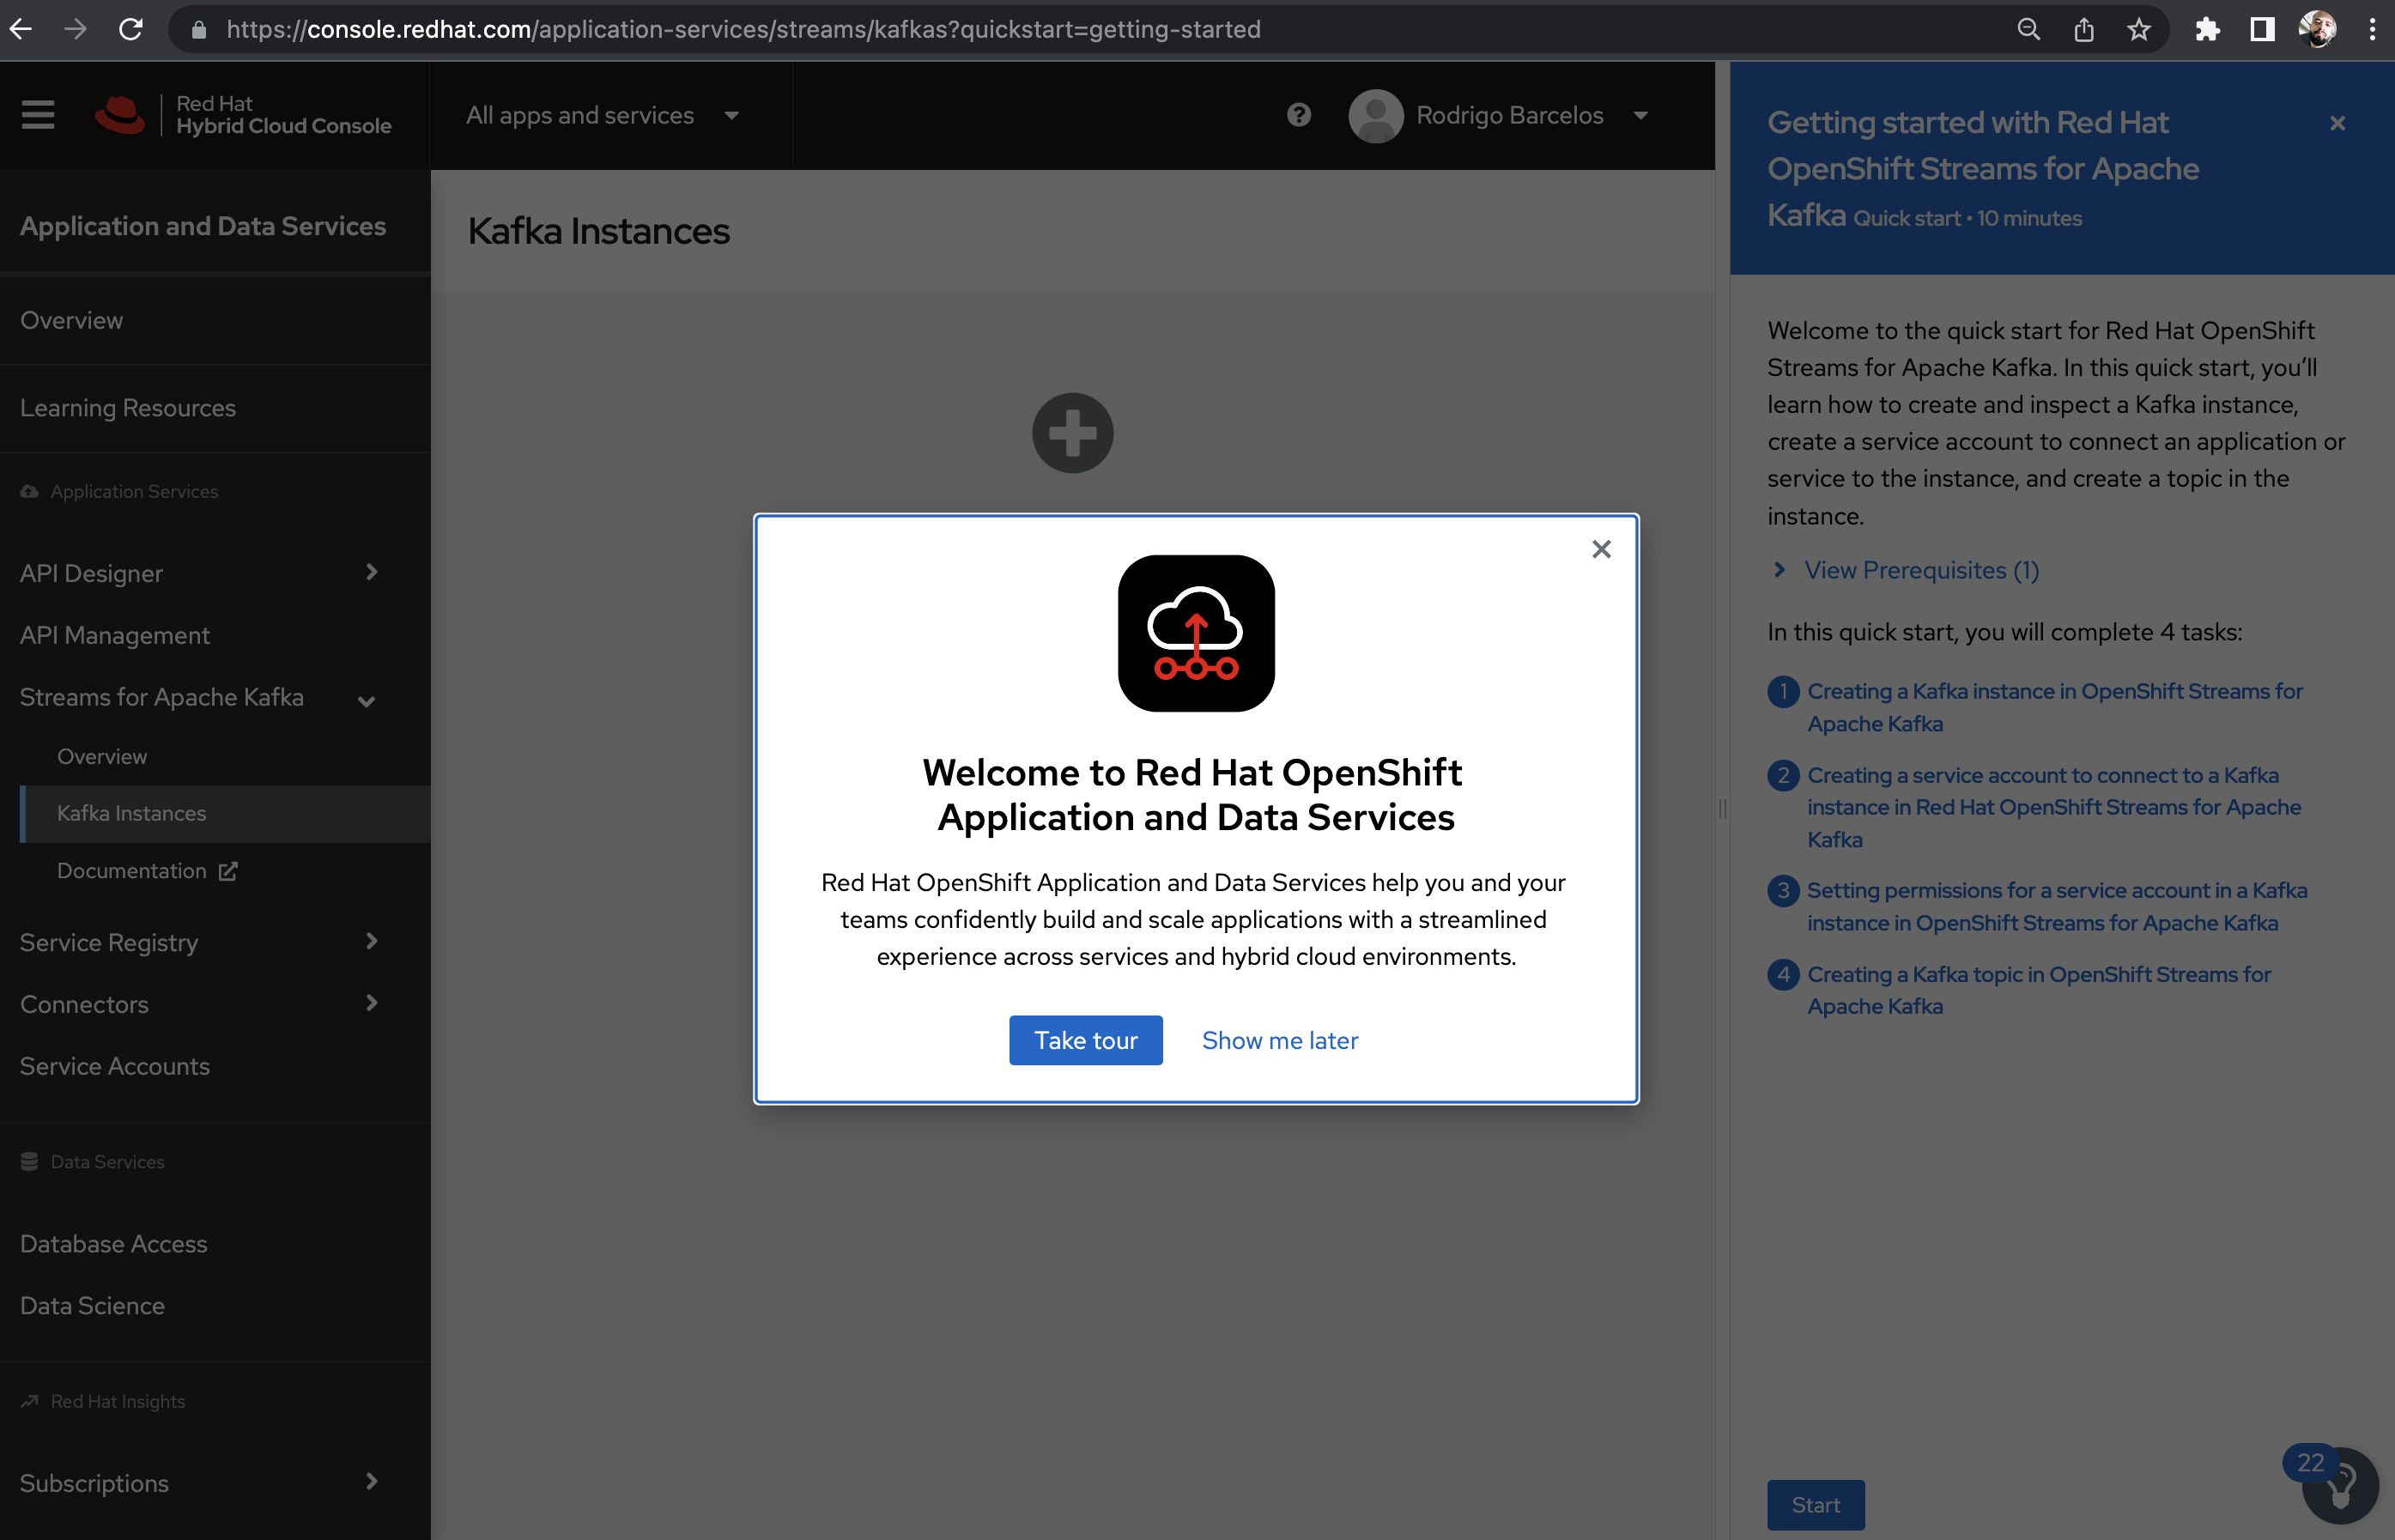 https://console.redhat.com/application-services/streams/kafkas?quickstart=getting-started
Red Hat
Hybrid Cloud Console
All apps and services
Rodrigo Barcelos
Application and Data Services
Overview
Learning Resources
Application Services
API Designer
API Management
Streams for Apache Kafka
Overview
Kafka Instances
Documentation
Service Registry
Connectors
Service Accounts
Data Services
Database Access
Data Science
Red Hat Insights
Subscriptions
Kafka Instances
Welcome to Red Hat OpenShift
Application and Data Services
Red Hat OpenShift Application and Data Services help you and your
teams confidently build and scale applications with a streamlined
experience across services and hybrid cloud environments.
Take tour
Show me later
Getting started with Red Hat
OpenShift Streams for Apache
Kafka Quick start • 10 minutes
Welcome to the quick start for Red Hat OpenShift
Streams for Apache Kafka. In this quick start, you’ll
learn how to create and inspect a Kafka instance,
create a service account to connect an application or
service to the instance, and create a topic in the
instance.
View Prerequisites (1)
In this quick start, you will complete 4 tasks:
1 Creating a Kafka instance in OpenShift Streams for
Apache Kafka
2 Creating a service account to connect to a Kafka
instance in Red Hat OpenShift Streams for Apache
Kafka
3 Setting permissions for a service account in a Kafka
instance in OpenShift Streams for Apache Kafka
4 Creating a Kafka topic in OpenShift Streams for
Apache Kafka
22
Start